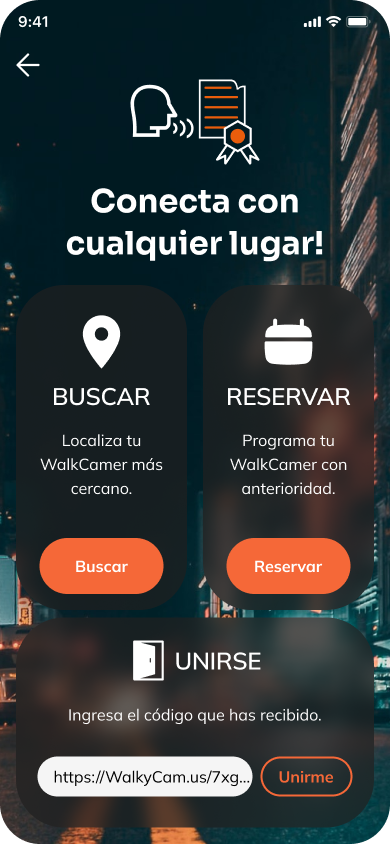 9:41
Conecta con
cualquier lugar!
BUSCAR
Localiza tu
WalkCamer más
cercano.
Buscar
RESERVAR
Programa tu
WalkCamer con
anterioridad.
Reservar
UNIRSE
Ingresa el código que has recibido.
https://WalkyCam.us/7xg...
Unirme